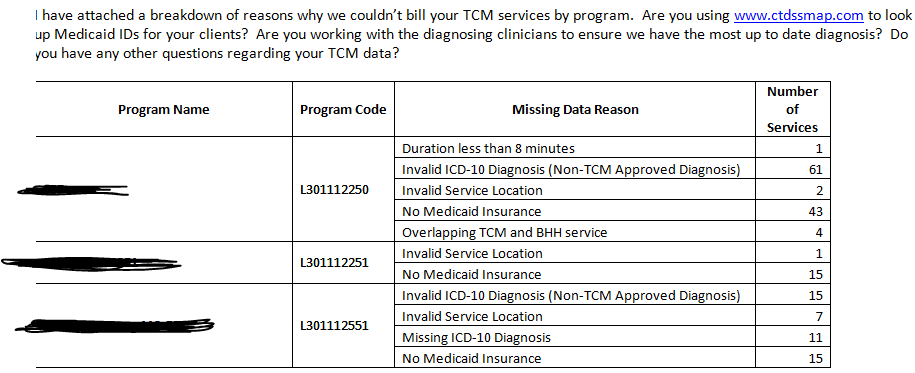 I have attached a breakdown of reasons why we couldn't bill your TCM services by program.  Are you using www.ctdssmap.com to look
up Medicaid IDs for your clients?  Are you working with the diagnosing clinicians to ensure we have the most up to date diagnosis?  Do
you have any other questions regarding your TCM data?
Program Name Program Code Missing Data Reason Number of Services
L301112250
Duration less than 8 minutes 1
Invalid ICD-10 Diagnosis (Non-TCM Approved Diagnosis) 61
Invalid Service Location 2
No Medicaid Insurance 43
Overlapping TCM and BHH service 4
L301112251
Invalid Service Location 1
No Medicaid Insurance 15
L301112551
Invalid ICD-10 Diagnosis (Non-TCM Approved Diagnosis) 15
Invalid Service Location 7
Missing ICD-10 Diagnosis 11
No Medicaid Insurance 15